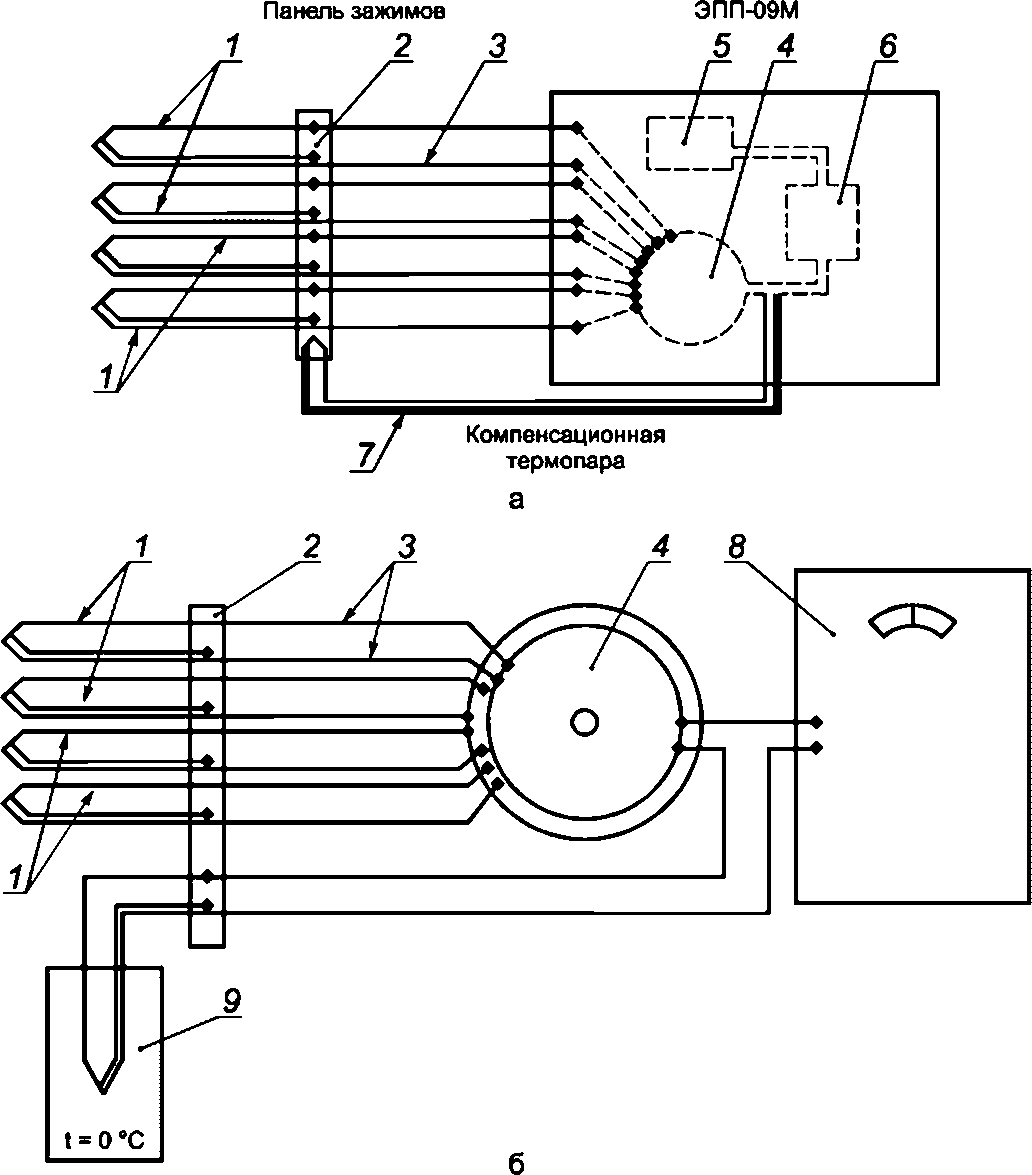 Панель зажимов ЭПП-09М
1 2 3 5 4 6
1
7
Компенсационная
термопара
а
1 2 3 4 8
1
9
t = 0 °C
б